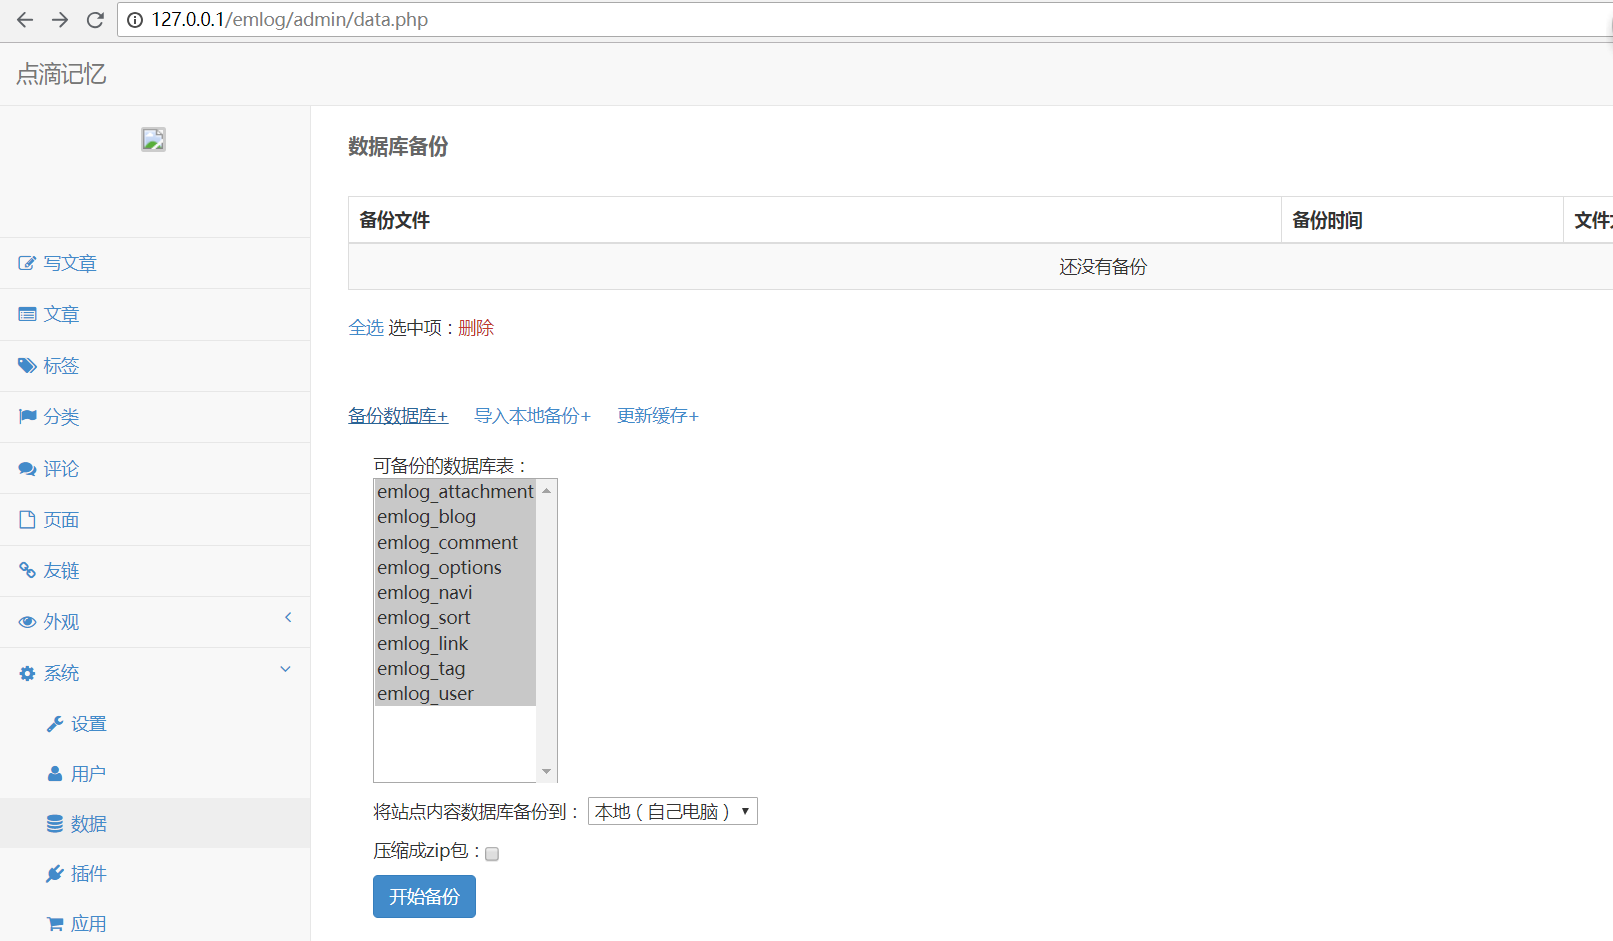 127.0.0.1/emlog/admin/data.php
点滴记忆
写文章
文章
标签
分类
评论
页面
友链
外观
系统
设置
用户
数据
插件
应用
数据库备份
备份文件 备份时间 文件
还没有备份
全选 选中项：删除
备份数据库+ 导入本地备份+ 更新缓存+
可备份的数据库表：
emlog_attachment
emlog_blog
emlog_comment
emlog_options
emlog_navi
emlog_sort
emlog_link
emlog_tag
emlog_user
将站点内容数据库备份到： 本地（自己电脑）
压缩成zip包：
开始备份